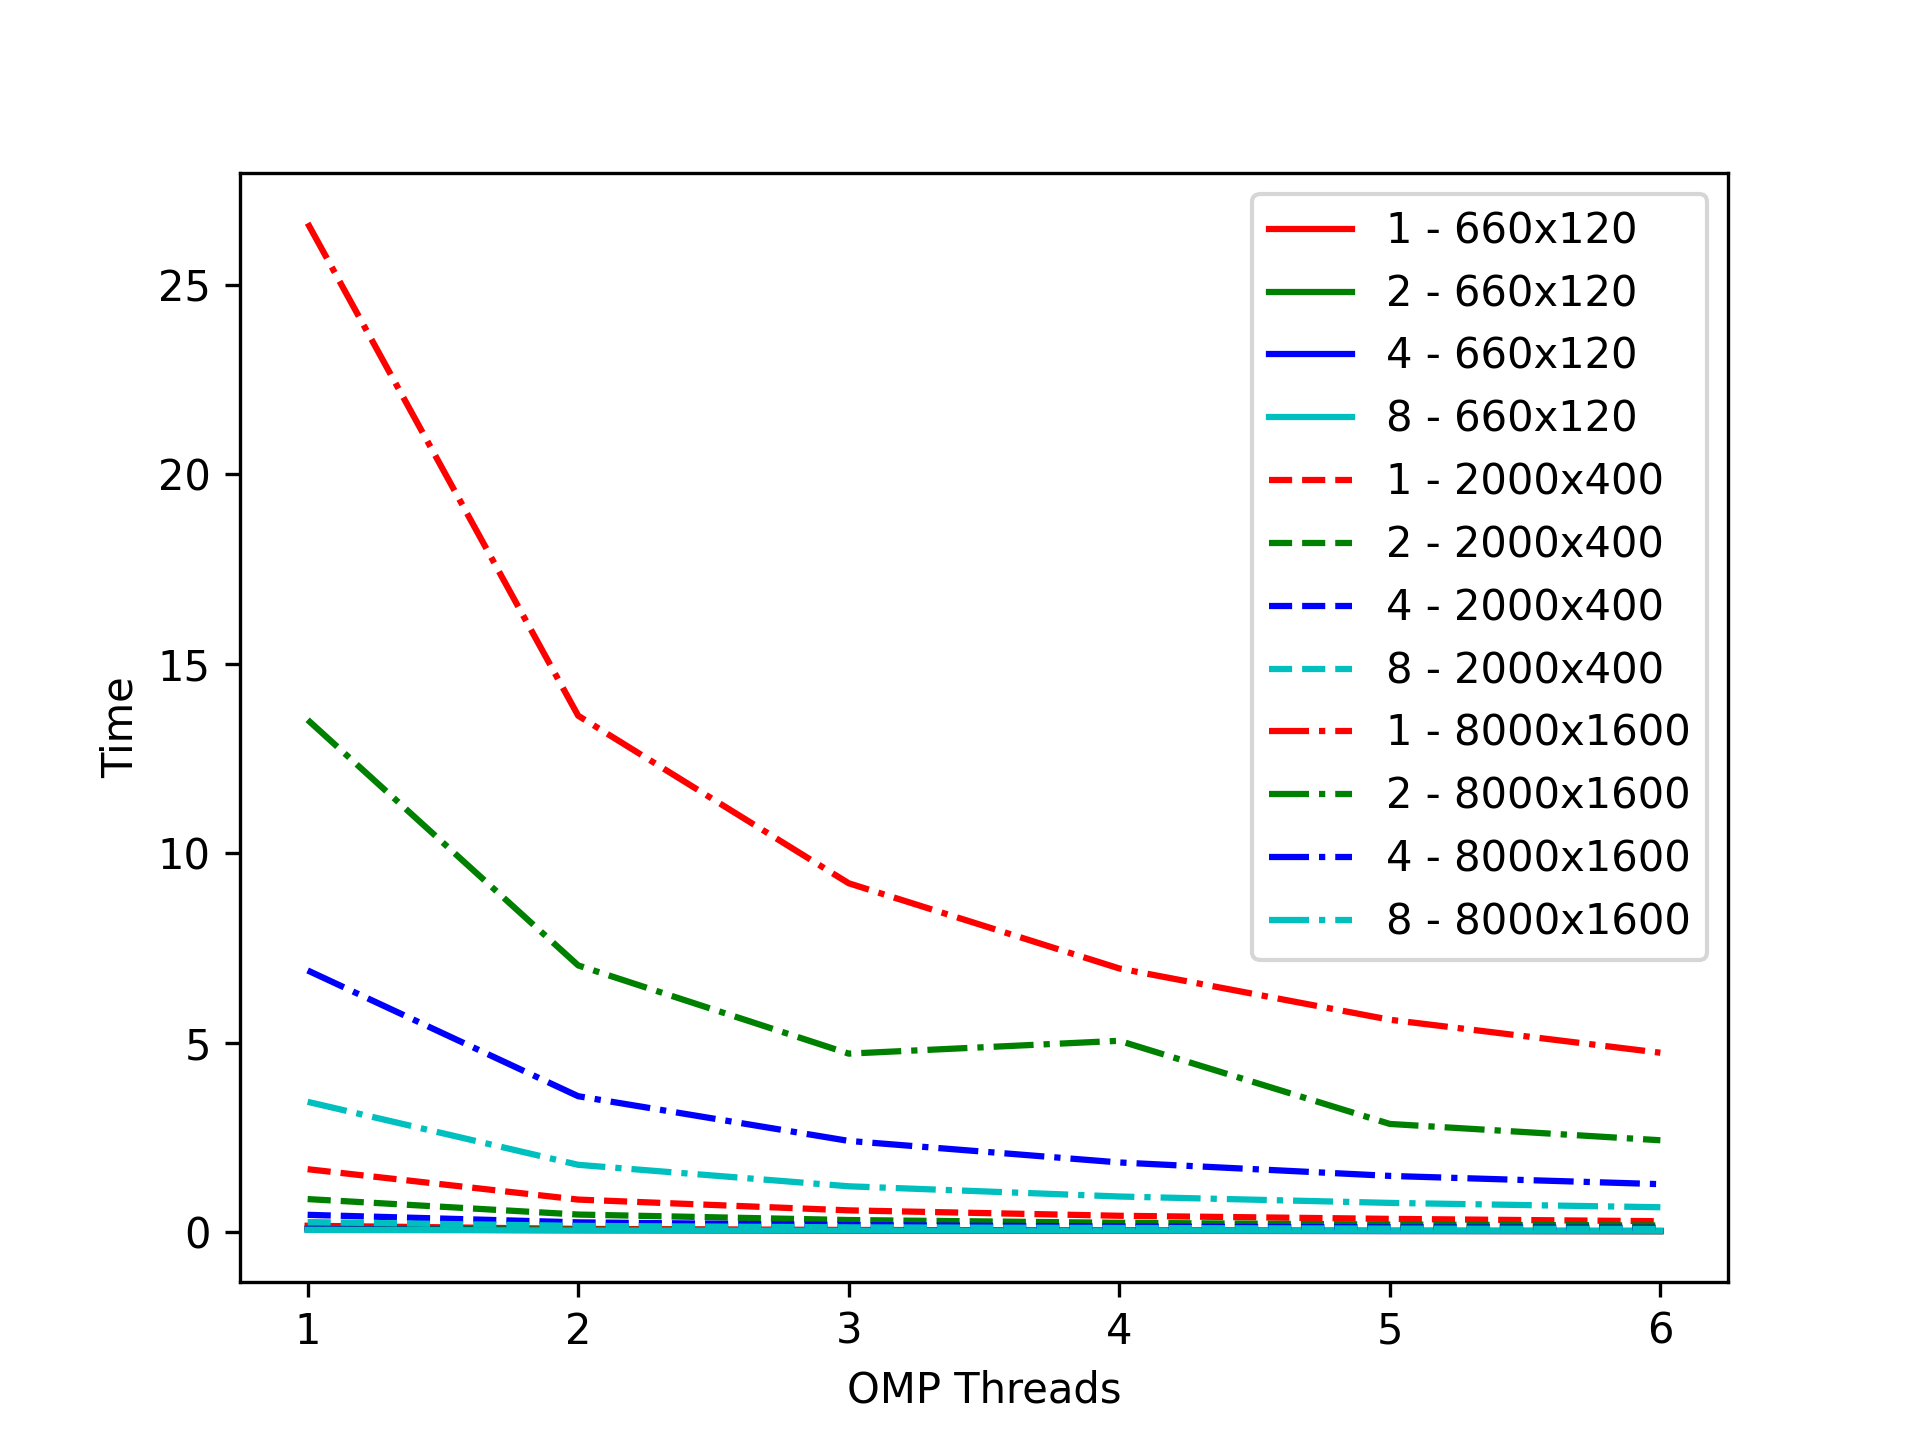 1 - 660x120
2 - 660x120
4 - 660x120
8 - 660x120
1 - 2000x400
2 - 2000x400
4 - 2000x400
8 - 2000x400
1 - 8000x1600
2 - 8000x1600
4 - 8000x1600
8 - 8000x1600
Time
25
20
15
10
5
0
1 2 3 4 5 6
OMP Threads